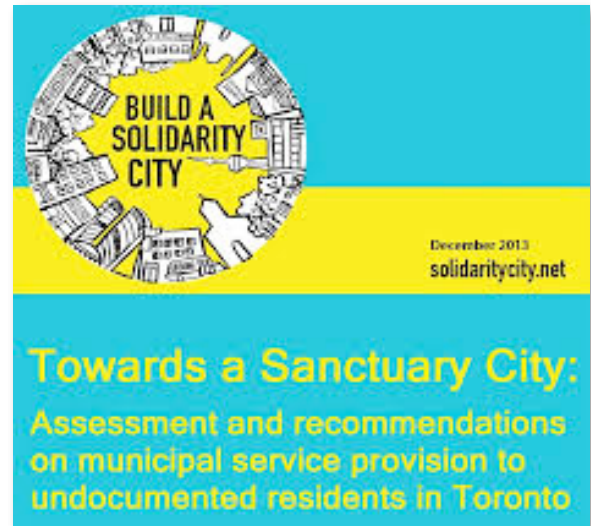 BUILD A
SOLIDARITY
CITY
December 2013
solidaritycity.net
Towards a Sanctuary City:
Assessment and recommendations
on municipal service provision to
undocumented residents in Toronto